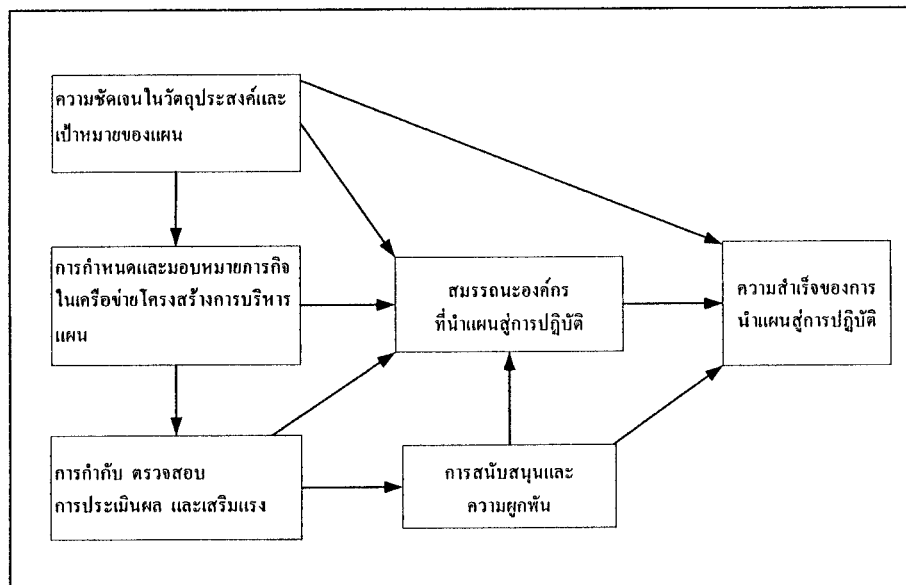 ความชัดเจนในวัตถุประสงค์และ
เป้าหมายของแผน
การกำหนดและมอบหมายภารกิจ
ในเครือข่ายโครงสร้างการบริหาร
แผน
สมรรถนะองค์กร
ที่นำแผนสู่การปฏิบัติ
ความสำเร็จของการ
นำแผนสู่การปฏิบัติ
การกำกับ ตรวจสอบ
การประเมินผล และเสริมแรง
การสนับสนุนและ
ความผูกพัน